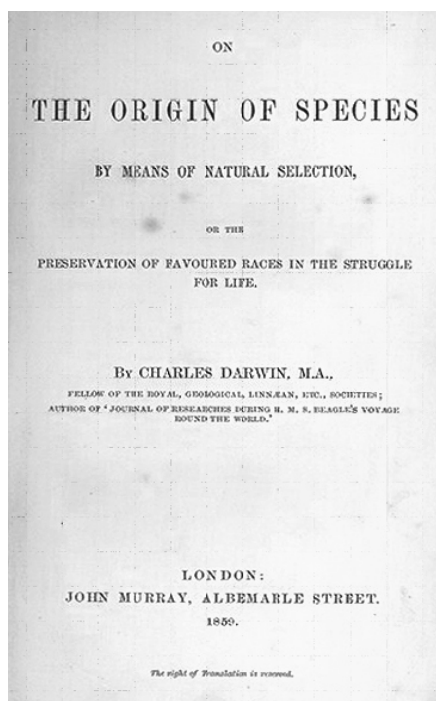 ON
THE ORIGIN OF SPECIES
BY MEANS OF NATURAL SELECTION,
OR THE
PRESERVATION OF FAVOURED RACES IN THE STRUGGLE
FOR LIFE.
By CHARLES DARWIN, M.A.,
FELLOW OF THE ROYAL, GEOLOGICAL, LINNÆAN, ETC., SOCIETIES;
AUTHOR OF 'JOURNAL OF RESEARCHES DURING H. M. S. BEAGLE'S VOYAGE
ROUND THE WORLD.'
LONDON:
JOHN MURRAY, ALBEMARLE STREET.
1859.
The right of Translation is reserved.